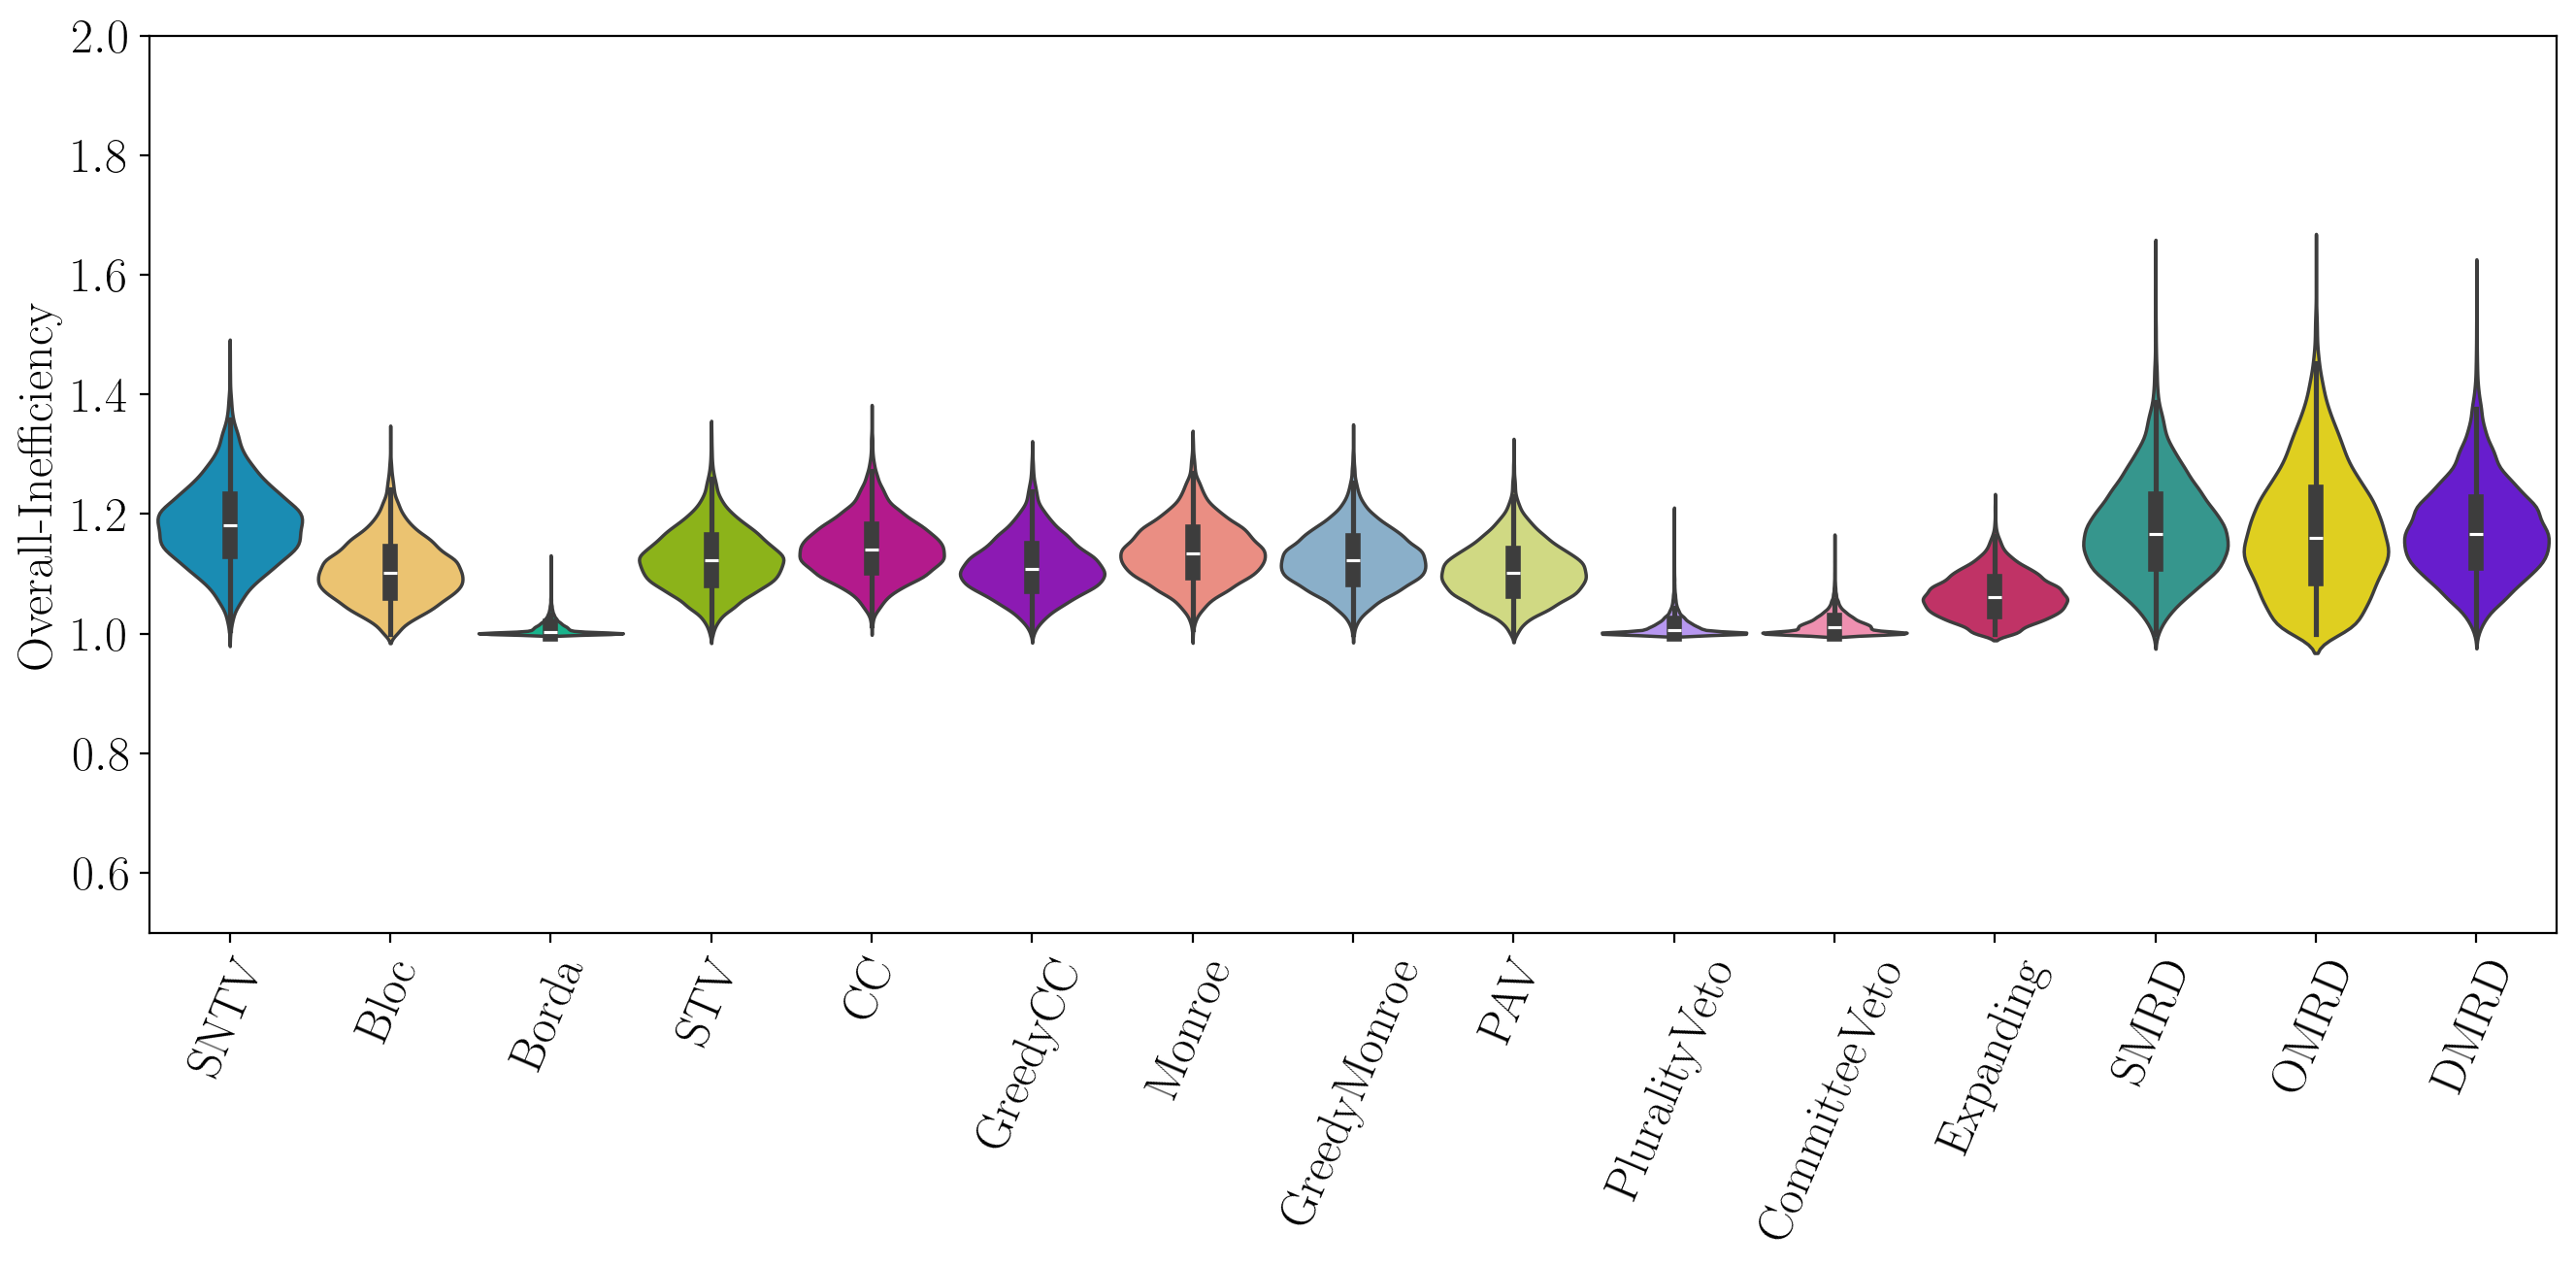 Overall-Inefficiency
2.0
1.8
1.6
1.4
1.2
1.0
0.8
0.6
SNTV
Bloc
Borda
STV
CC
GreedyCC
Monroe
GreedyMonroe
PAV
PluralityVeto
CommitteeVeto
Expanding
SMRD
OMRD
DMRD